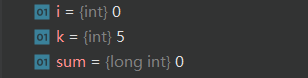 01 i = {int} 0
01 k = {int} 5
01 sum = {long int} 0